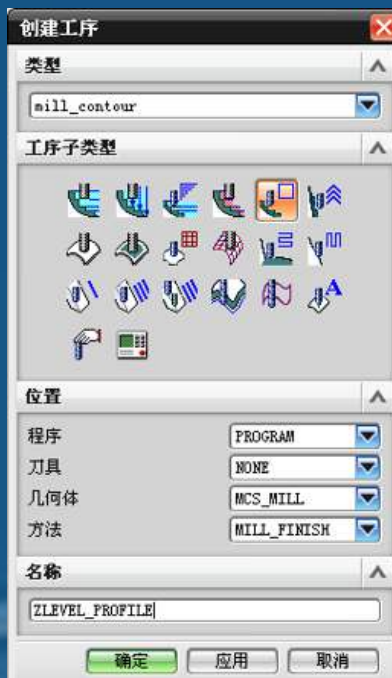 创建工序
类型
mill_contour
工序子类型
A
位置
程序 PROGRAM
刀具 NONE
几何体 MCS_MILL
方法 MILL_FINISH
名称
ZLEVEL_PROFILE
确定 应用 取消